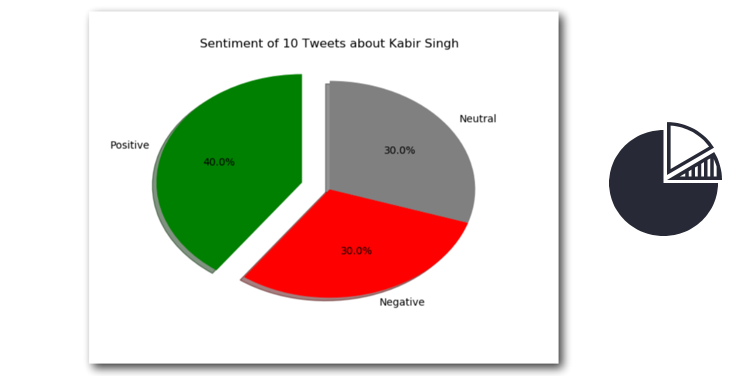 Sentiment of 10 Tweets about Kabir Singh
Neutral
Positive
30.0%
40.0%
30.0%
Negative